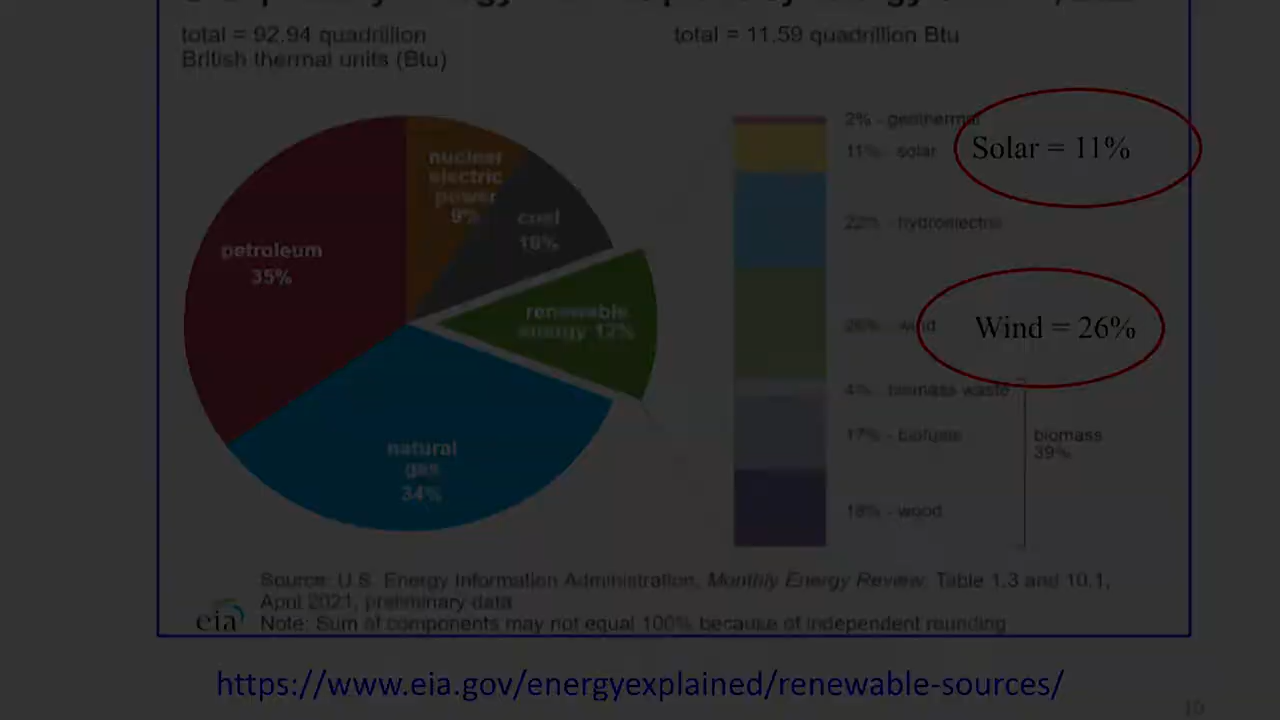 total = 92.94 quadrillion
British thermal units (Btu)
total = 11.59 quadrillion Btu
nuclear
electric
power
9%
coal
10%
petroleum
35%
renewable
energy 12%
natural
gas
34%
2% - geothermal
11% - solar
Solar = 11%
22% - hydroelectric
26% - wind
Wind = 26%
4% - biomass waste
17% - biofuels
18% - wood
biomass
39%
Source: U.S. Energy Information Administration, Monthly Energy Review, Table 1.3 and 10.1,
April 2021, preliminary data
Note: Sum of components may not equal 100% because of independent rounding
eia
https://www.eia.gov/energyexplained/renewable-sources/
10